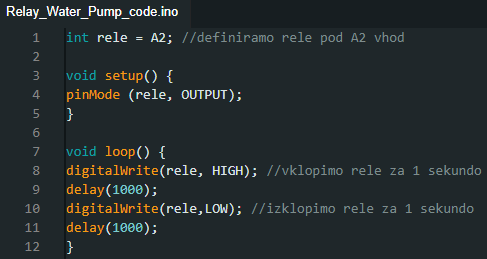 Relay_Water_Pump_code.ino
1 int rele = A2; //definiramo rele pod A2 vhod
2
3 void setup() {
4 pinMode (rele, OUTPUT);
5 }
6
7 void loop() {
8 digitalWrite(rele, HIGH); //vklopimo rele za 1 sekundo
9 delay(1000);
10 digitalWrite(rele,LOW); //izklopimo rele za 1 sekundo
11 delay(1000);
12 }